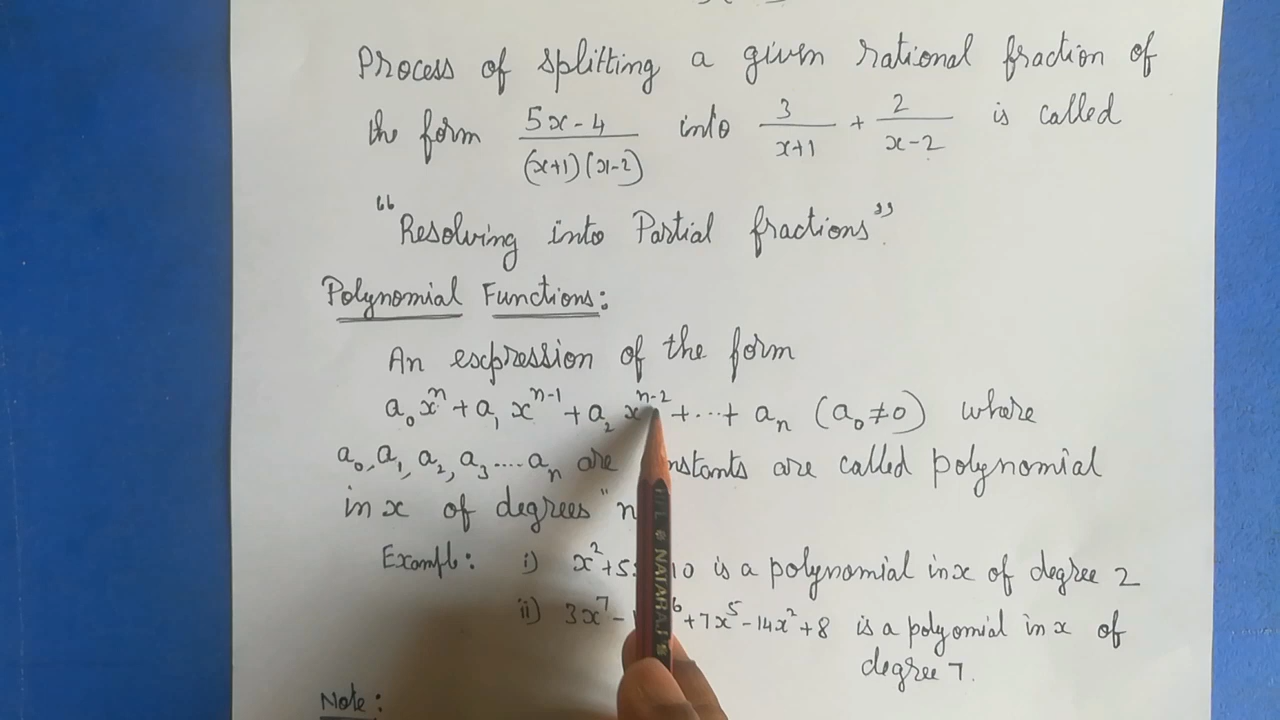 Process of splitting a given rational fraction of
the form (5x-4)/((x+1)(x-2)) into 3/(x+1) + 2/(x-2) is called
"Resolving into Partial fractions"
Polynomial Functions:
An expression of the form
a₀xⁿ + a₁xⁿ⁻¹ + a₂xⁿ⁻² + ... + aₙ (a₀≠0) where
a₀, a₁, a₂, a₃ .... aₙ are nstants are called polynomial
in x of degrees "n
Example: i) x²+5 10 is a polynomial in x of degree 2
ii) 3x⁷ - ⁶ +7x⁵ -14x² +8 is a polyomial in x of
degree 7.
Note:
NATARAJ